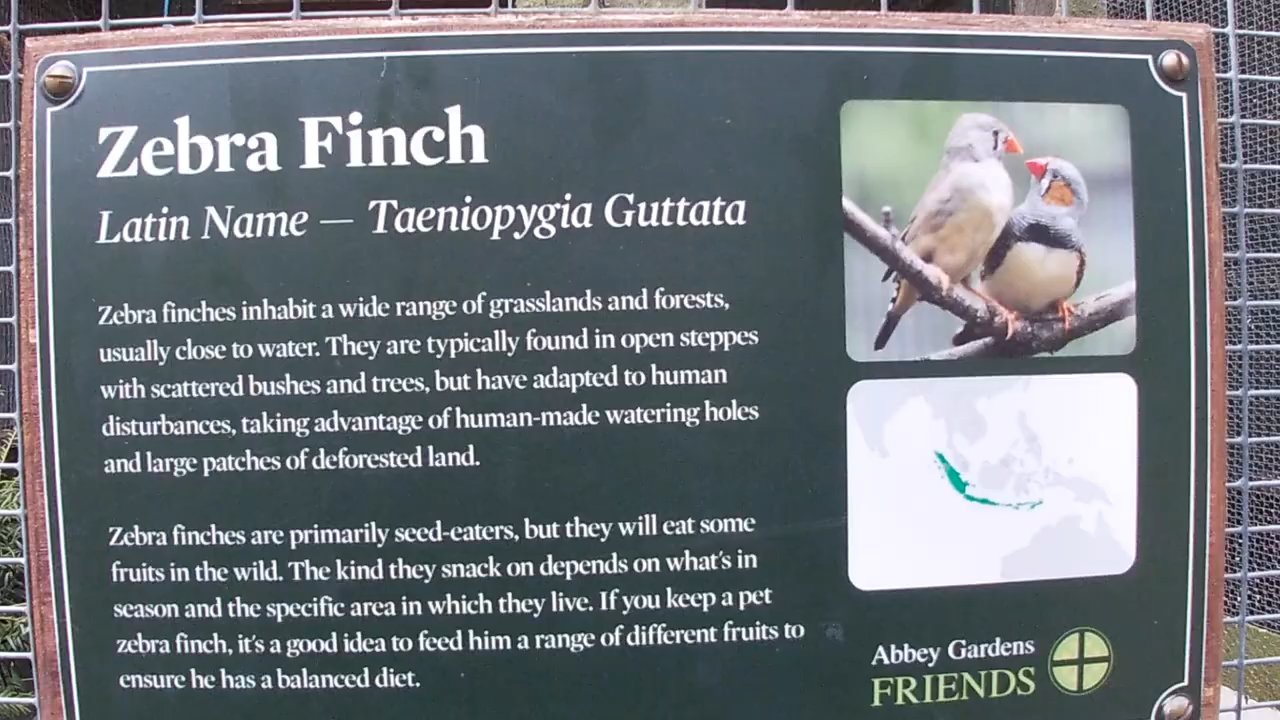 Zebra Finch
Latin Name — Taeniopygia Guttata
Zebra finches inhabit a wide range of grasslands and forests,
usually close to water. They are typically found in open steppes
with scattered bushes and trees, but have adapted to human
disturbances, taking advantage of human-made watering holes
and large patches of deforested land.
Zebra finches are primarily seed-eaters, but they will eat some
fruits in the wild. The kind they snack on depends on what's in
season and the specific area in which they live. If you keep a pet
zebra finch, it's a good idea to feed him a range of different fruits to
ensure he has a balanced diet.
Abbey Gardens
FRIENDS